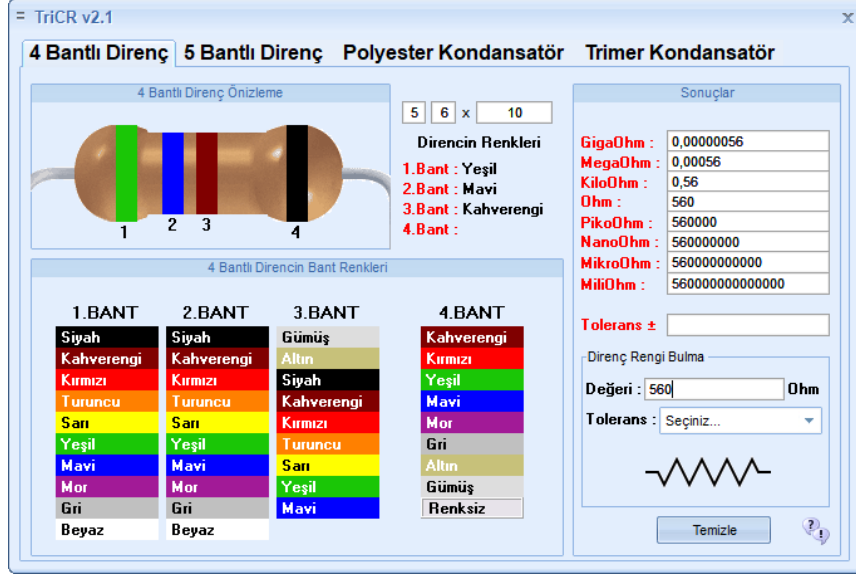 TriCR v2.1
4 Bantlı Direnç 5 Bantlı Direnç Polyester Kondansatör Trimer Kondansatör
4 Bantlı Direnç Önizleme
1
2
3
4
5 6 x 10
Direncin Renkleri
1.Bant : Yeşil
2.Bant : Mavi
3.Bant : Kahverengi
4.Bant :
4 Bantlı Direncin Bant Renkleri
1.BANT
Siyah
Kahverengi
Kırmızı
Turuncu
Sarı
Yeşil
Mavi
Mor
Gri
Beyaz
2.BANT
Siyah
Kahverengi
Kırmızı
Turuncu
Sarı
Yeşil
Mavi
Mor
Gri
Beyaz
3.BANT
Gümüş
Altın
Siyah
Kahverengi
Kırmızı
Turuncu
Sarı
Yeşil
Mavi
4.BANT
Kahverengi
Kırmızı
Yeşil
Mavi
Mor
Gri
Altın
Gümüş
Renksiz
Sonuçlar
GigaOhm : 0,00000056
MegaOhm : 0,00056
KiloOhm : 0,56
Ohm : 560
PikoOhm : 560000
NanoOhm : 560000000
MikroOhm : 560000000000
MiliOhm : 560000000000000
Tolerans ±
Direnç Rengi Bulma
Değeri : 560 Ohm
Tolerans : Seçiniz...
Temizle